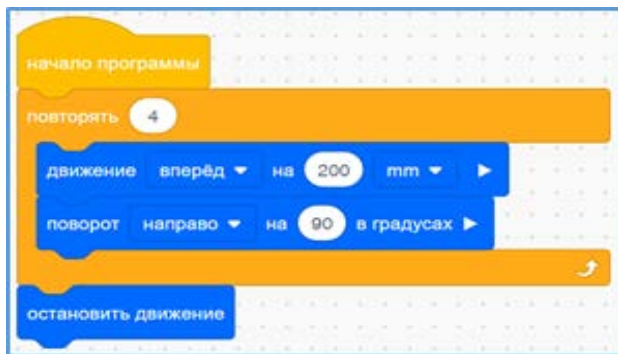 начало программы
повторять 4
движение вперёд на 200 mm
поворот направо на 90 в градусах
остановить движение